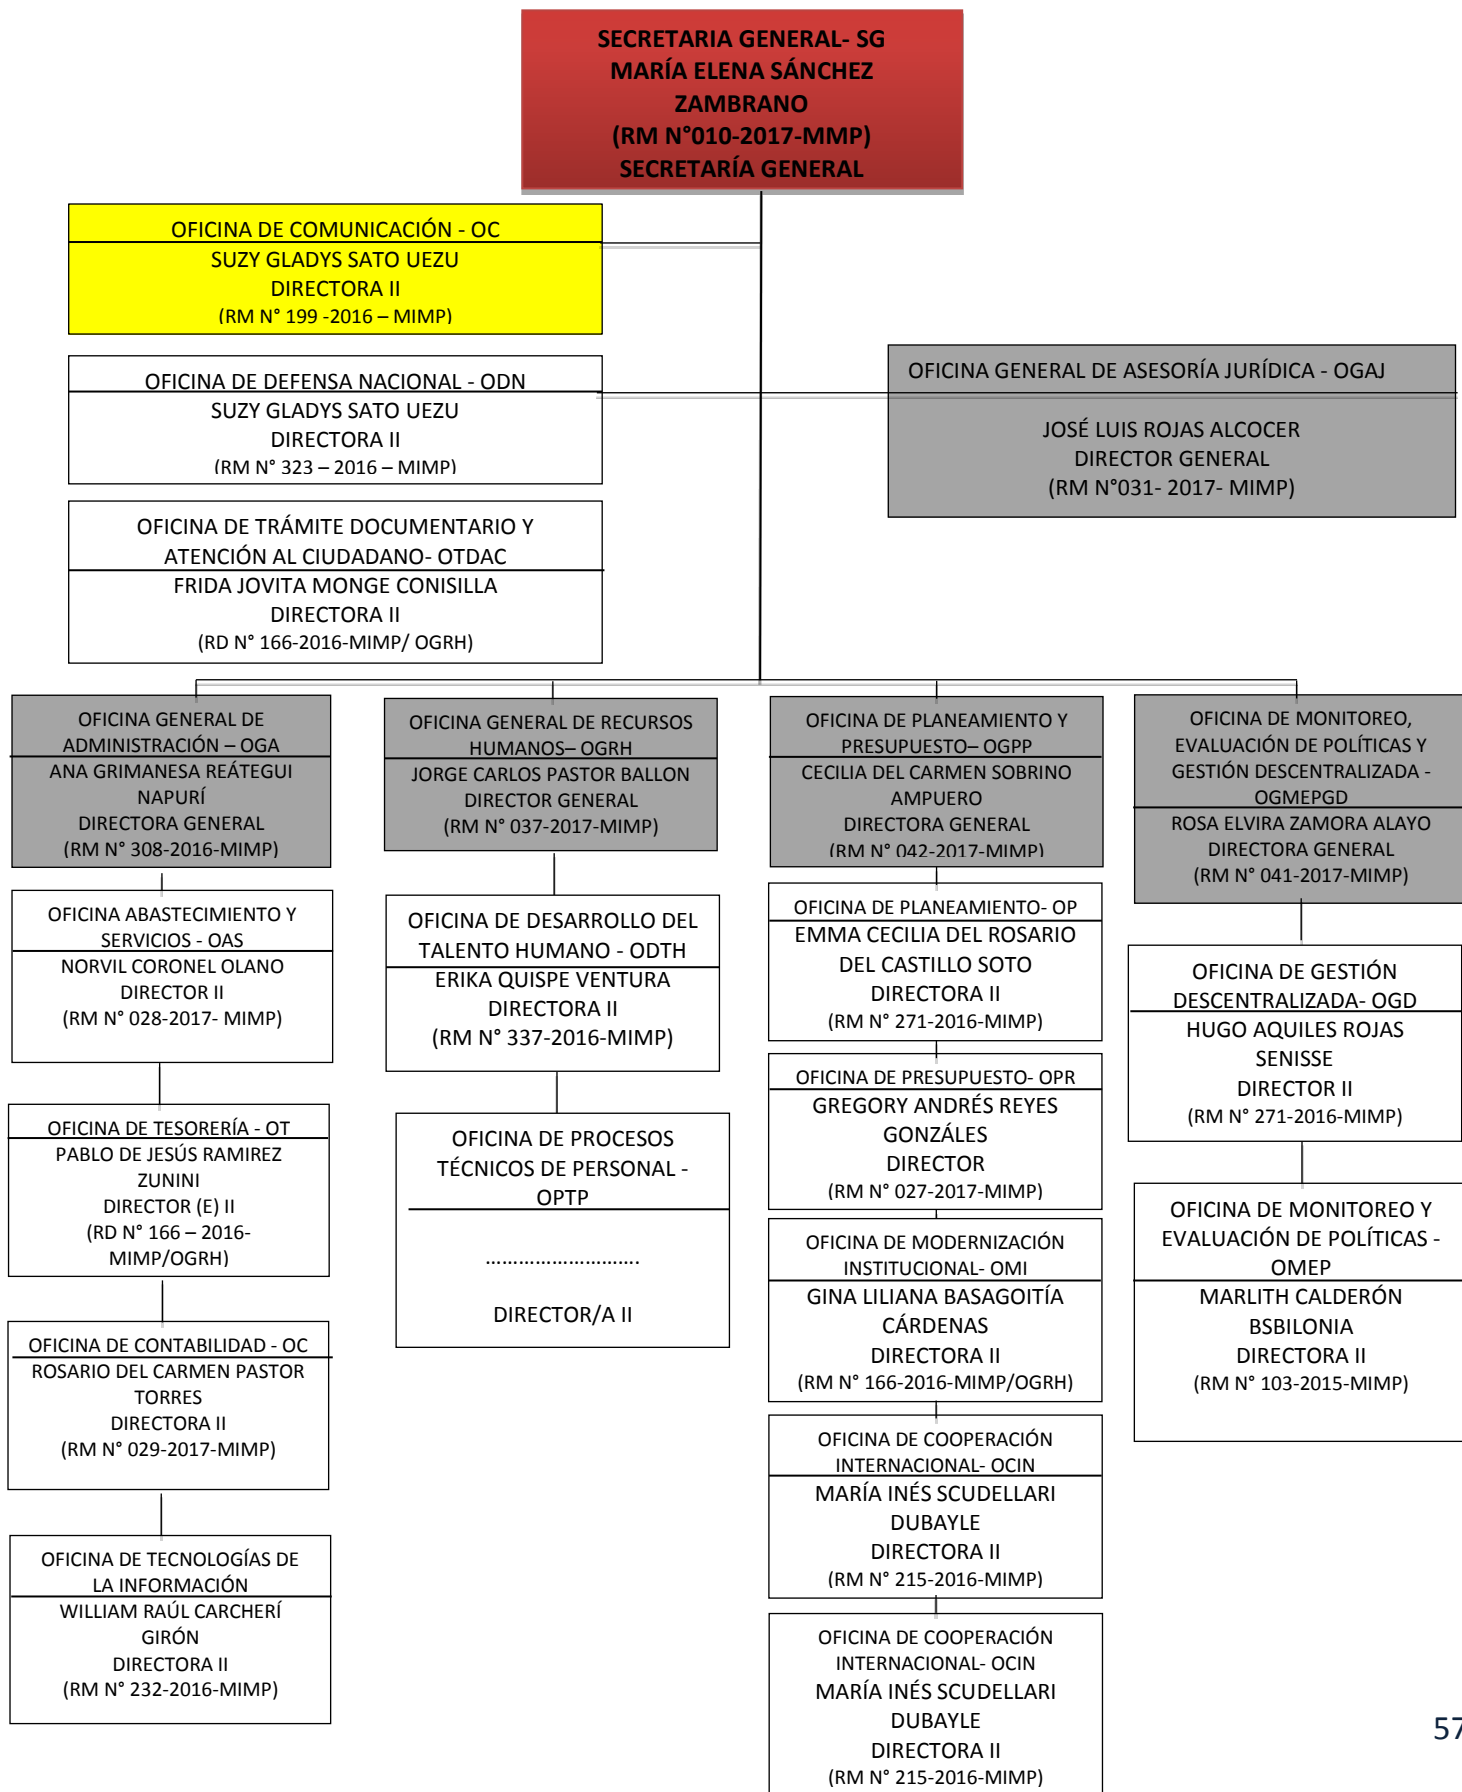 SECRETARIA GENERAL- SG
MARÍA ELENA SÁNCHEZ
ZAMBRANO
(RM N°010-2017-MMP)
SECRETARÍA GENERAL
OFICINA DE COMUNICACIÓN - OC
SUZY GLADYS SATO UEZU
DIRECTORA II
(RM N° 199 -2016 – MIMP)
OFICINA DE DEFENSA NACIONAL - ODN
SUZY GLADYS SATO UEZU
DIRECTORA II
(RM N° 323 – 2016 – MIMP)
OFICINA GENERAL DE ASESORÍA JURÍDICA - OGAJ
JOSÉ LUIS ROJAS ALCOCER
DIRECTOR GENERAL
(RM N°031- 2017- MIMP)
OFICINA DE TRÁMITE DOCUMENTARIO Y
ATENCIÓN AL CIUDADANO- OTDAC
FRIDA JOVITA MONGE CONISILLA
DIRECTORA II
(RD N° 166-2016-MIMP/ OGRH)
OFICINA GENERAL DE
ADMINISTRACIÓN – OGA
ANA GRIMANESA REÁTEGUI
NAPURÍ
DIRECTORA GENERAL
(RM N° 308-2016-MIMP)
OFICINA ABASTECIMIENTO Y
SERVICIOS - OAS
NORVIL CORONEL OLANO
DIRECTOR II
(RM N° 028-2017- MIMP)
OFICINA DE TESORERÍA - OT
PABLO DE JESÚS RAMIREZ
ZUNINI
DIRECTOR (E) II
(RD N° 166 – 2016-
MIMP/OGRH)
OFICINA DE CONTABILIDAD - OC
ROSARIO DEL CARMEN PASTOR
TORRES
DIRECTORA II
(RM N° 029-2017-MIMP)
OFICINA DE TECNOLOGÍAS DE
LA INFORMACIÓN
WILLIAM RAÚL CARCHERÍ
GIRÓN
DIRECTORA II
(RM N° 232-2016-MIMP)
OFICINA GENERAL DE RECURSOS
HUMANOS– OGRH
JORGE CARLOS PASTOR BALLON
DIRECTOR GENERAL
(RM N° 037-2017-MIMP)
OFICINA DE DESARROLLO DEL
TALENTO HUMANO - ODTH
ERIKA QUISPE VENTURA
DIRECTORA II
(RM N° 337-2016-MIMP)
OFICINA DE PROCESOS
TÉCNICOS DE PERSONAL -
OPTP
……………………….
DIRECTOR/A II
OFICINA DE PLANEAMIENTO Y
PRESUPUESTO– OGPP
CECILIA DEL CARMEN SOBRINO
AMPUERO
DIRECTORA GENERAL
(RM N° 042-2017-MIMP)
OFICINA DE PLANEAMIENTO- OP
EMMA CECILIA DEL ROSARIO
DEL CASTILLO SOTO
DIRECTORA II
(RM N° 271-2016-MIMP)
OFICINA DE PRESUPUESTO- OPR
GREGORY ANDRÉS REYES
GONZÁLES
DIRECTOR
(RM N° 027-2017-MIMP)
OFICINA DE MODERNIZACIÓN
INSTITUCIONAL- OMI
GINA LILIANA BASAGOITÍA
CÁRDENAS
DIRECTORA II
(RM N° 166-2016-MIMP/OGRH)
OFICINA DE COOPERACIÓN
INTERNACIONAL- OCIN
MARÍA INÉS SCUDELLARI
DUBAYLE
DIRECTORA II
(RM N° 215-2016-MIMP)
OFICINA DE COOPERACIÓN
INTERNACIONAL- OCIN
MARÍA INÉS SCUDELLARI
DUBAYLE
DIRECTORA II
(RM N° 215-2016-MIMP)
OFICINA DE MONITOREO,
EVALUACIÓN DE POLÍTICAS Y
GESTIÓN DESCENTRALIZADA -
OGMEPGD
ROSA ELVIRA ZAMORA ALAYO
DIRECTORA GENERAL
(RM N° 041-2017-MIMP)
OFICINA DE GESTIÓN
DESCENTRALIZADA- OGD
HUGO AQUILES ROJAS
SENISSE
DIRECTOR II
(RM N° 271-2016-MIMP)
OFICINA DE MONITOREO Y
EVALUACIÓN DE POLÍTICAS -
OMEP
MARLITH CALDERÓN
BSBILONIA
DIRECTORA II
(RM N° 103-2015-MIMP)
57